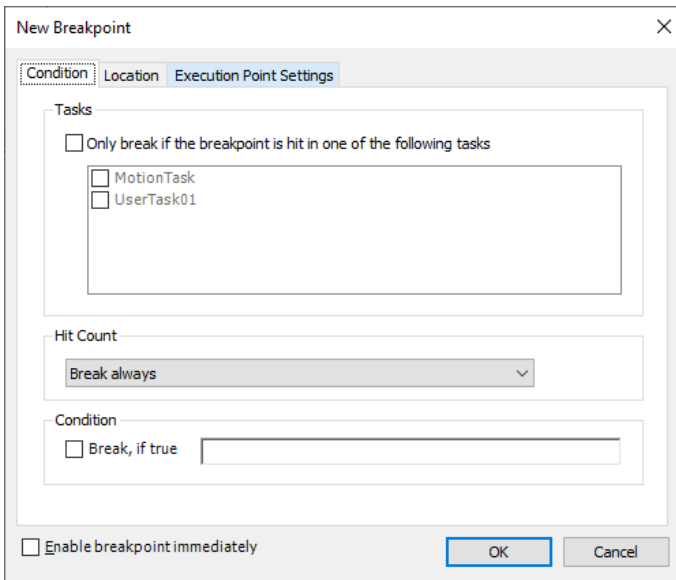 New Breakpoint
Condition Location Execution Point Settings
Tasks
Only break if the breakpoint is hit in one of the following tasks
MotionTask
UserTask01
Hit Count
Break always
Condition
Break, if true
Enable breakpoint immediately OK Cancel